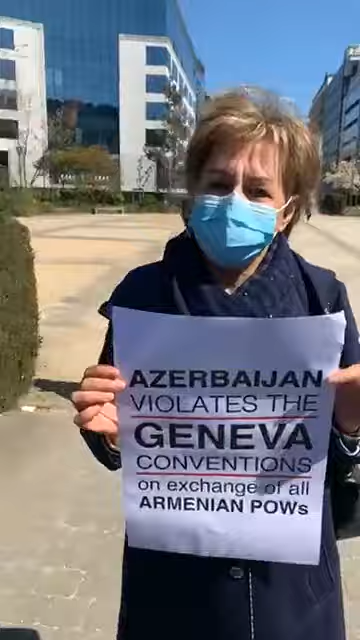 AZERBAIJAN
VIOLATES THE
GENEVA
CONVENTIONS
on exchange of all
ARMENIAN POWs